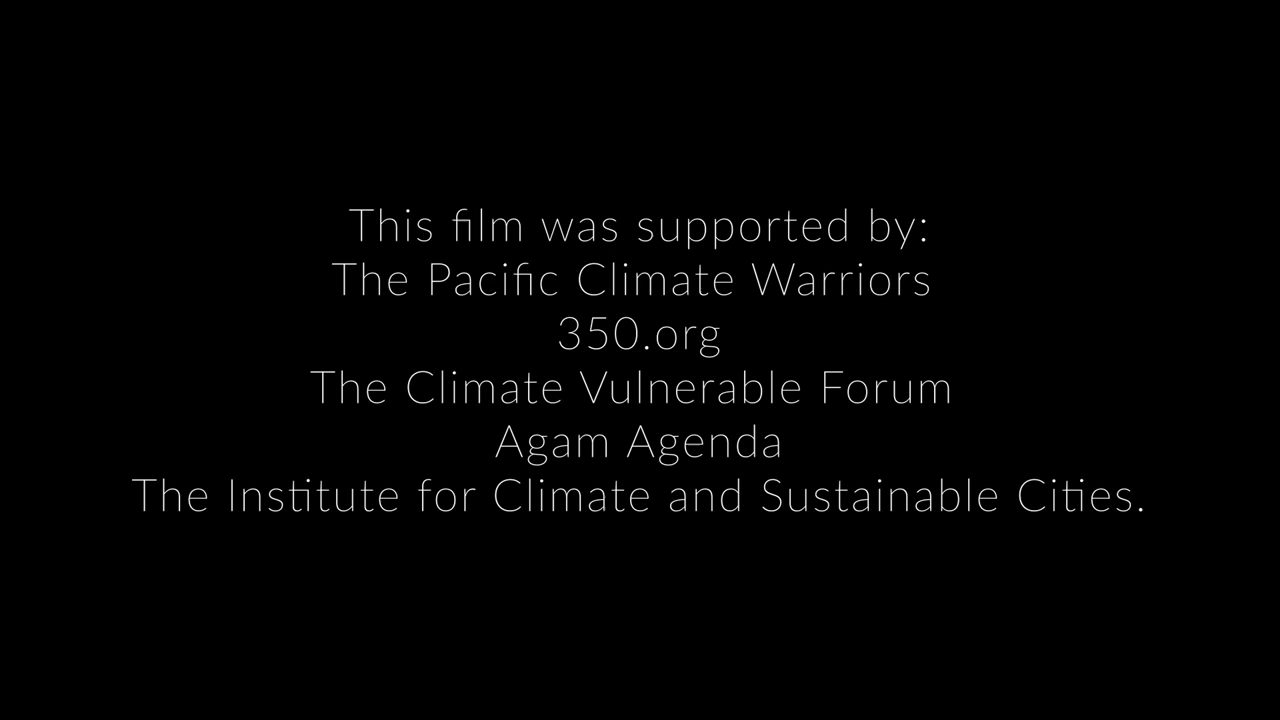 This film was supported by:
The Pacific Climate Warriors
350.org
The Climate Vulnerable Forum
Agam Agenda
The Institute for Climate and Sustainable Cities.